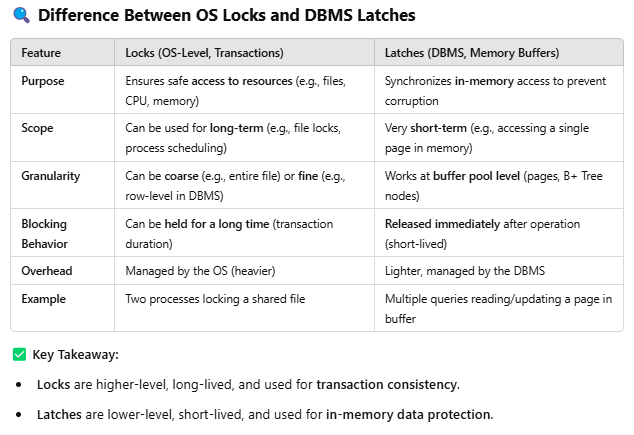 🔍 Difference Between OS Locks and DBMS Latches
Feature
Locks (OS-Level, Transactions)
Latches (DBMS, Memory Buffers)
Purpose
Ensures safe access to resources (e.g., files,
CPU, memory)
Synchronizes in-memory access to prevent
corruption
Scope
Can be used for long-term (e.g., file locks,
process scheduling)
Very short-term (e.g., accessing a single
page in memory)
Granularity
Can be coarse (e.g., entire file) or fine (e.g.,
row-level in DBMS)
Works at buffer pool level (pages, B+ Tree
nodes)
Blocking
Behavior
Can be held for a long time (transaction
duration)
Released immediately after operation
(short-lived)
Overhead
Managed by the OS (heavier)
Lighter, managed by the DBMS
Example
Two processes locking a shared file
Multiple queries reading/updating a page in
buffer
✅ Key Takeaway:
• Locks are higher-level, long-lived, and used for transaction consistency.
• Latches are lower-level, short-lived, and used for in-memory data protection.